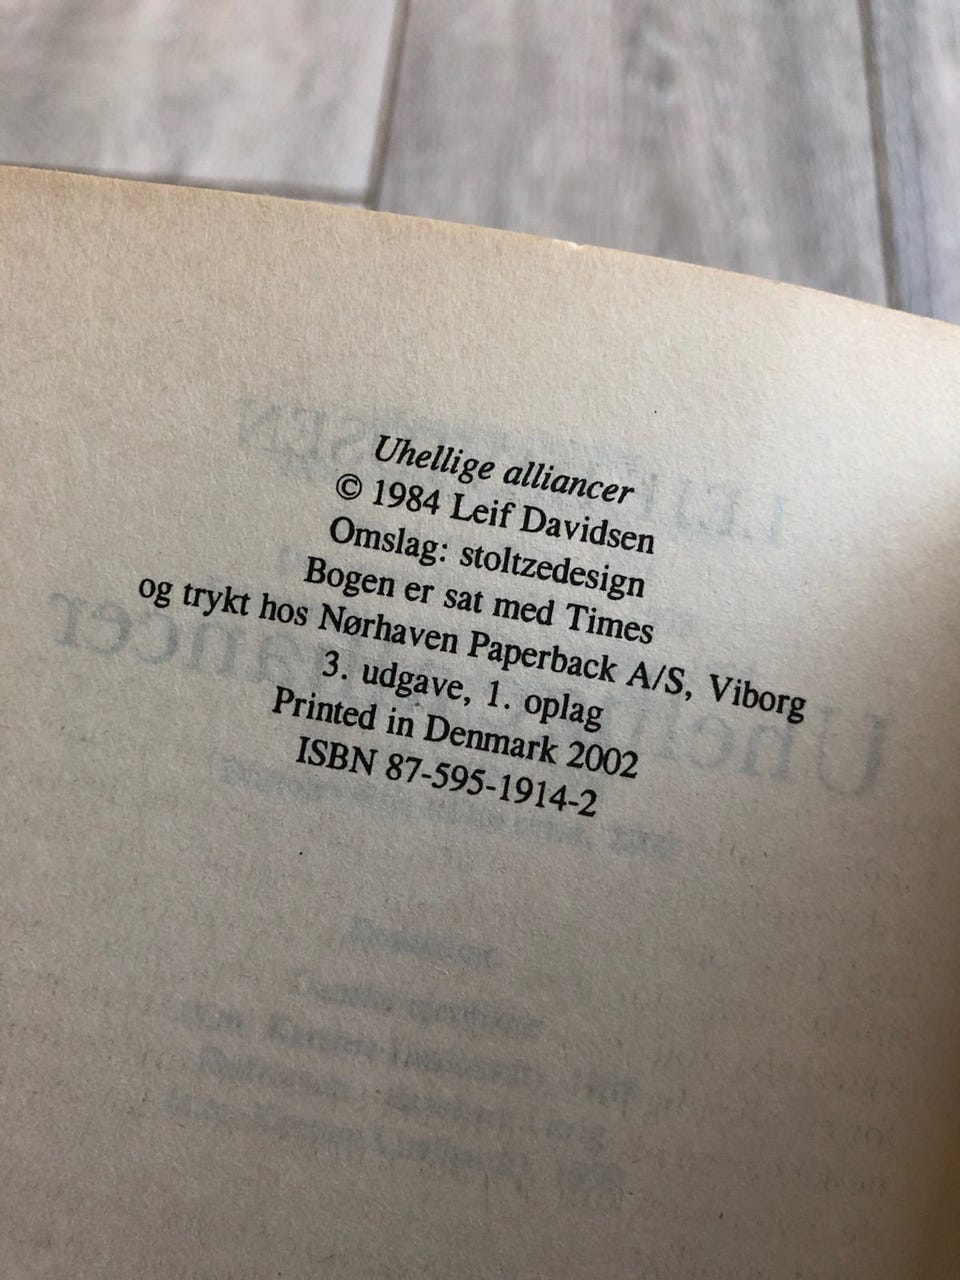 Uhellige alliancer
© 1984 Leif Davidsen
Omslag: stoltzedesign
Bogen er sat med Times
og trykt hos Nørhaven Paperback A/S, Viborg
3. udgave, 1. oplag
Printed in Denmark 2002
ISBN 87-595-1914-2